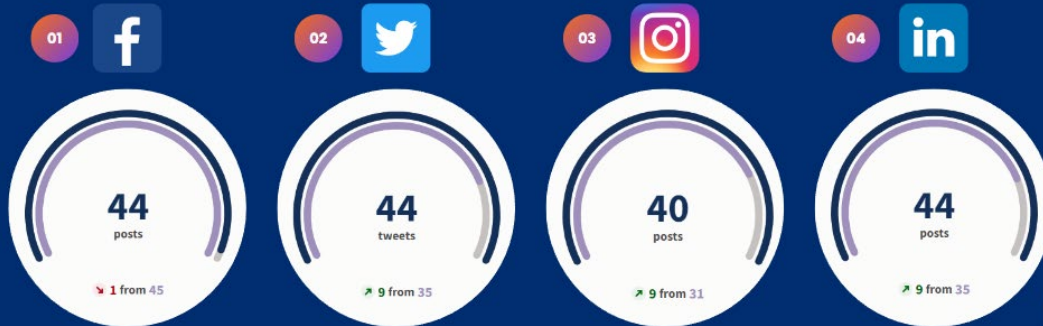 01
f
02
03
04
in
44
posts
1 from 45
44
tweets
9 from 35
40
posts
9 from 31
44
posts
9 from 35